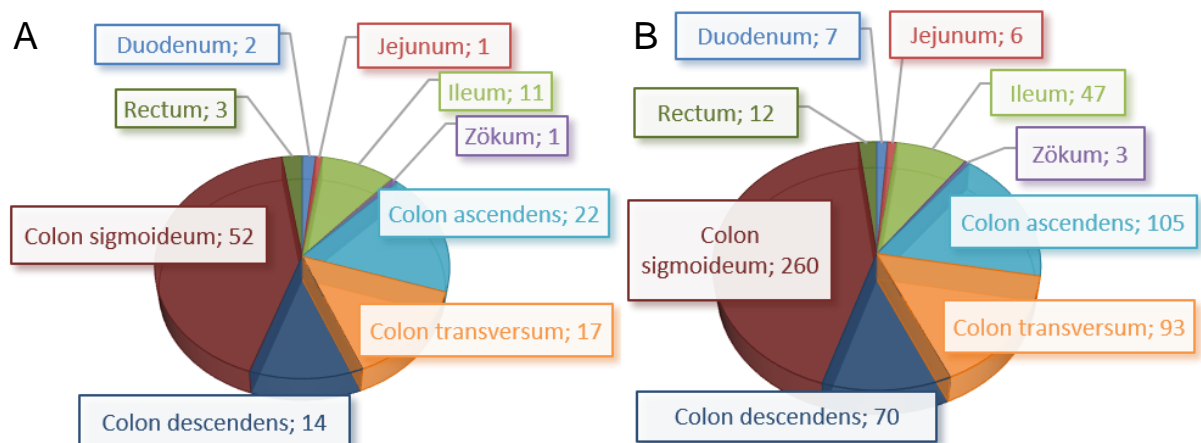 A
Duodenum; 2
Jejunum; 1
Rectum; 3
Ileum; 11
Zökum; 1
Colon ascendens; 22
Colon sigmoideum; 52
Colon transversum; 17
Colon descendens; 14
B
Duodenum; 7
Jejunum; 6
Rectum; 12
Ileum; 47
Zökum; 3
Colon ascendens; 105
Colon
sigmoideum; 260
Colon transversum; 93
Colon descendens; 70